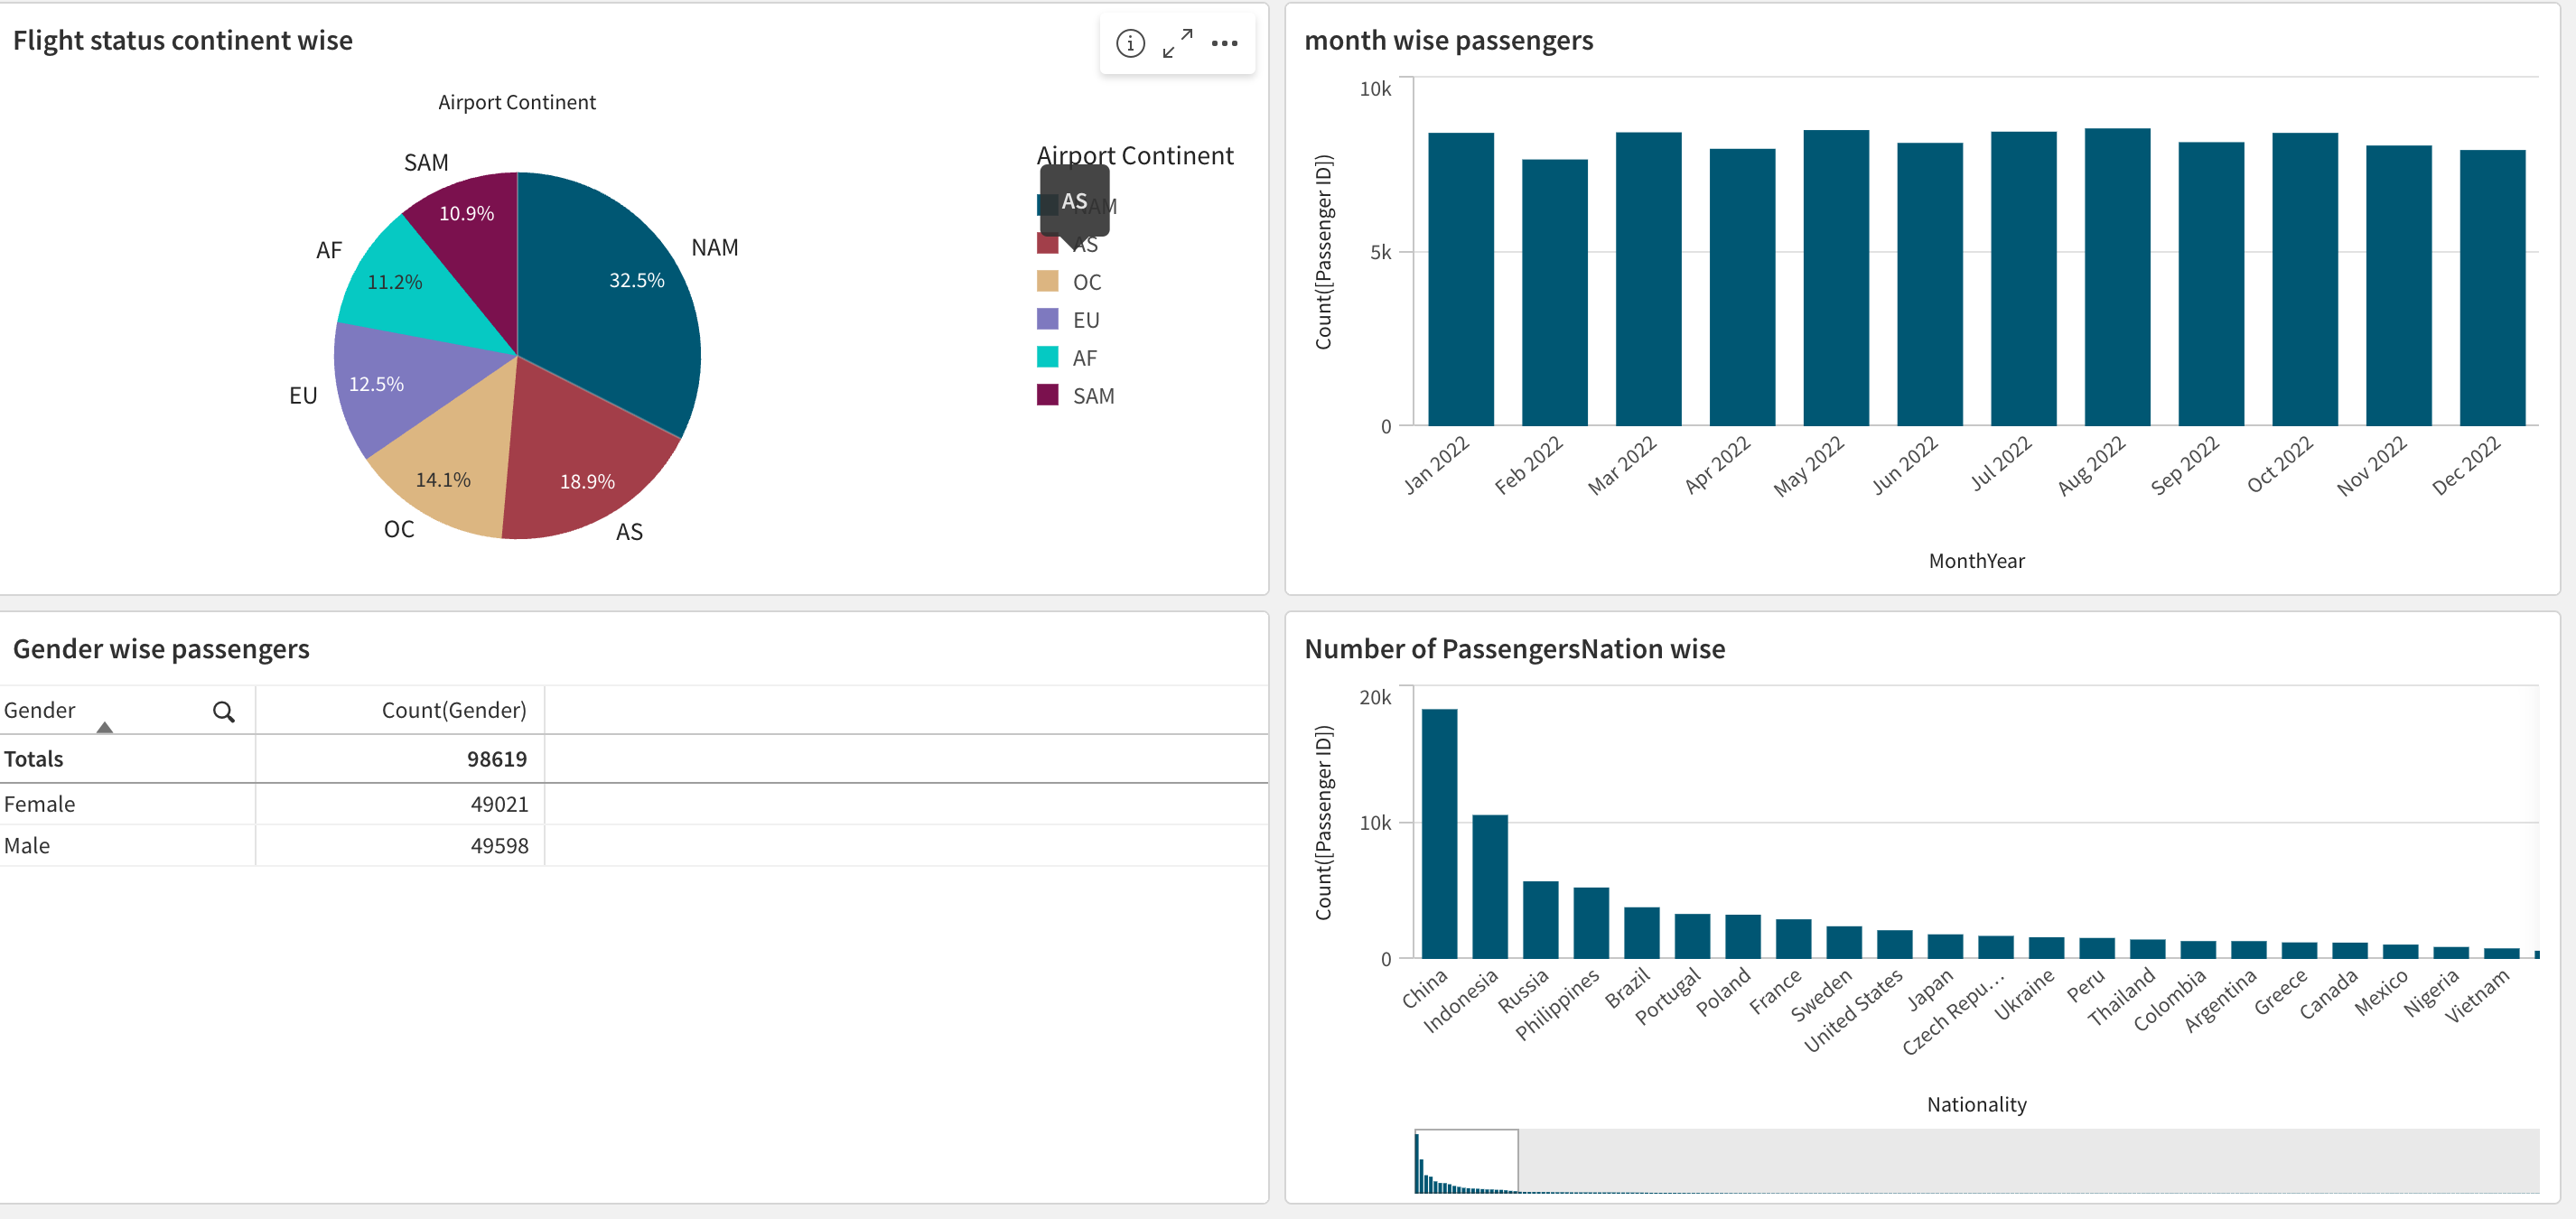 Flight status continent wise
Airport Continent
SAM
10.9%
NAM
32.5%
AF
11.2%
EU
12.5%
OC
14.1%
AS
18.9%
Airport Continent
AS
NAM
AS
OC
EU
AF
SAM
month wise passengers
Count([Passenger ID])
10k
5k
0
Jan 2022
Feb 2022
Mar 2022
Apr 2022
May 2022
Jun 2022
Jul 2022
Aug 2022
Sep 2022
Oct 2022
Nov 2022
Dec 2022
MonthYear
Gender wise passengers
Gender Count(Gender)
Totals 98619
Female 49021
Male 49598
Number of PassengersNation wise
Count([Passenger ID])
20k
10k
0
China
Indonesia
Russia
Philippines
Brazil
Portugal
Poland
France
Sweden
United States
Japan
Czech Repu…
Ukraine
Peru
Thailand
Colombia
Argentina
Greece
Canada
Mexico
Nigeria
Vietnam
Nationality